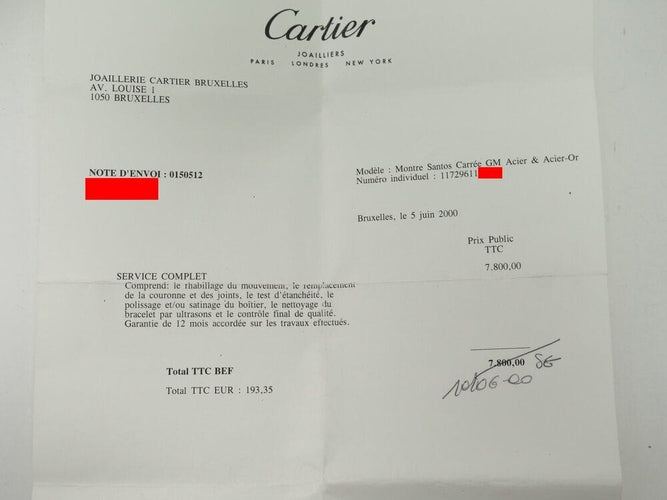 Cartier
JOAILLIERS
PARIS LONDRES NEW YORK
JOAILLERIE CARTIER BRUXELLES
AV. LOUISE 1
1050 BRUXELLES
NOTE D'ENVOI : 0150512
Modèle : Montre Santos Carrée GM Acier & Acier-Or
Numéro individuel : 11729611
Bruxelles, le 5 juin 2000
Prix Public
TTC
7.800,00
SERVICE COMPLET
Comprend: le rhabillage du mouvement, le remplacement
de la couronne et des joints, le test d'étanchéité, le
polissage et/ou satinage du boîtier, le nettoyage du
bracelet par ultrasons et le contrôle final de qualité.
Garantie de 12 mois accordée sur les travaux effectués.
Total TTC BEF
7.800,00
Total TTC EUR : 193,35